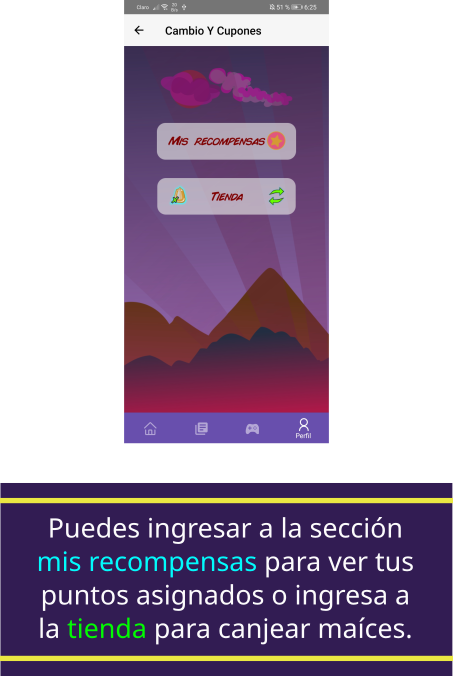 Claro 20 B/s 51 % 6:25
Cambio Y Cupones
Mis recompensas
Tienda
Perfil
Puedes ingresar a la sección
mis recompensas para ver tus
puntos asignados o ingresa a
la tienda para canjear maíces.